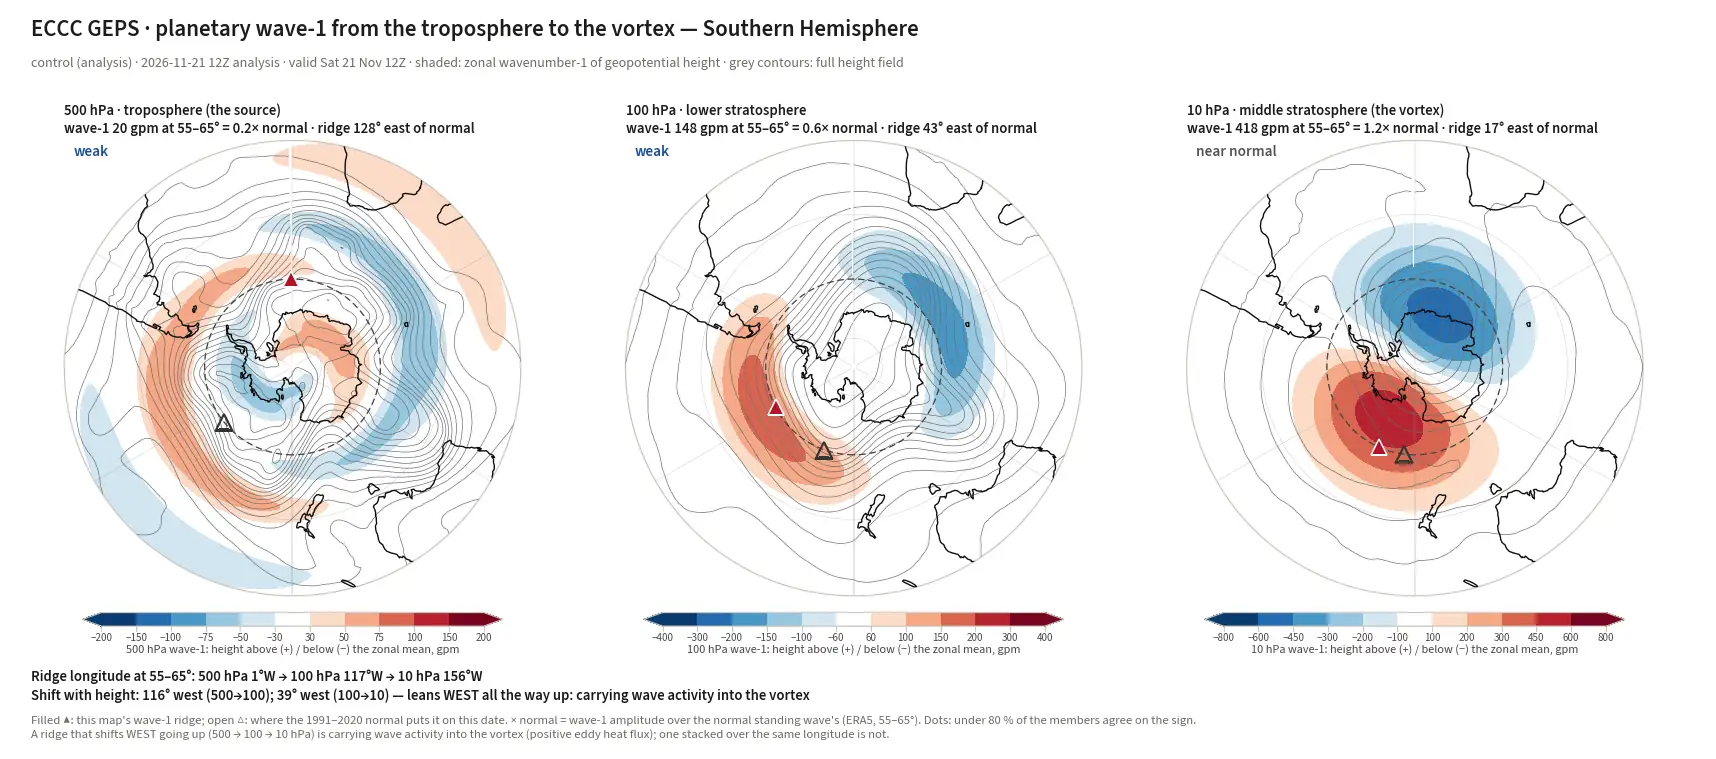 ECCC GEPS · planetary wave-1 from the troposphere to the vortex — Southern Hemisphere
control (analysis) · 2026-11-21 12Z analysis · valid Sat 21 Nov 12Z · shaded: zonal wavenumber-1 of geopotential height · grey contours: full height field
500 hPa · troposphere (the source)
wave-1 20 gpm at 55–65° = 0.2× normal · ridge 128° east of normal
weak
100 hPa · lower stratosphere
wave-1 148 gpm at 55–65° = 0.6× normal · ridge 43° east of normal
weak
10 hPa · middle stratosphere (the vortex)
wave-1 418 gpm at 55–65° = 1.2× normal · ridge 17° east of normal
near normal
−200 −150 −100 −75 −50 −30 30 50 75 100 150 200
500 hPa wave-1: height above (+) / below (−) the zonal mean, gpm
−400 −300 −200 −150 −100 −60 60 100 150 200 300 400
100 hPa wave-1: height above (+) / below (−) the zonal mean, gpm
−800 −600 −450 −300 −200 −100 100 200 300 450 600 800
10 hPa wave-1: height above (+) / below (−) the zonal mean, gpm
Ridge longitude at 55–65°: 500 hPa 1°W → 100 hPa 117°W → 10 hPa 156°W
Shift with height: 116° west (500→100); 39° west (100→10) — leans WEST all the way up: carrying wave activity into the vortex
Filled ▲: this map's wave-1 ridge; open △: where the 1991–2020 normal puts it on this date. × normal = wave-1 amplitude over the normal standing wave's (ERA5, 55–65°). Dots: under 80 % of the members agree on the sign.
A ridge that shifts WEST going up (500 → 100 → 10 hPa) is carrying wave activity into the vortex (positive eddy heat flux); one stacked over the same longitude is not.